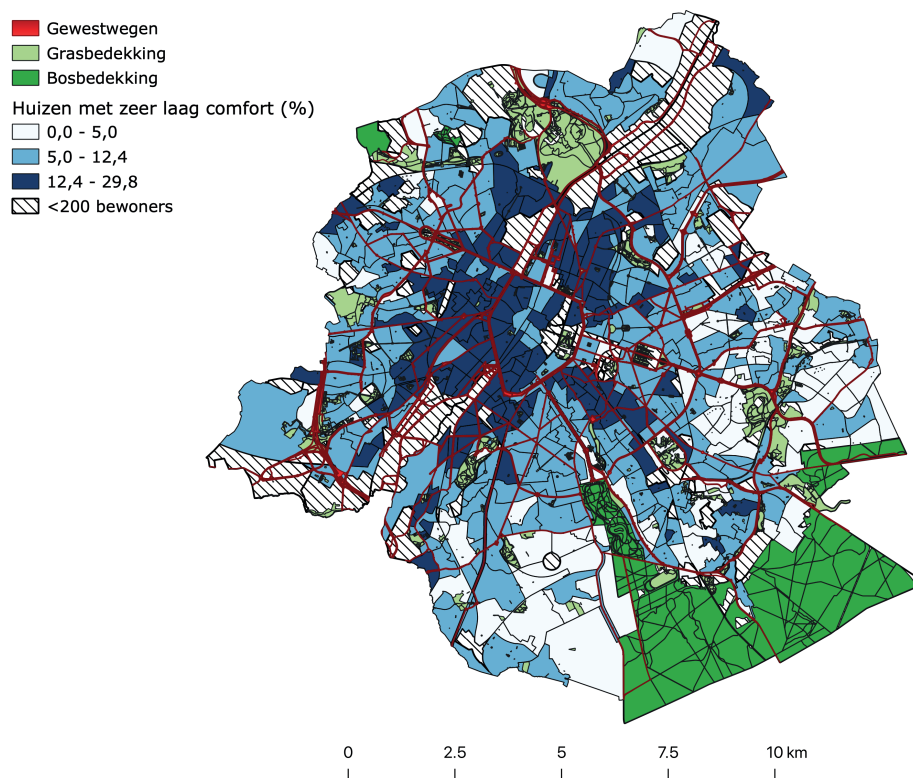 Gewestwegen
Grasbedekking
Bosbedekking
Huizen met zeer laag comfort (%)
0,0 - 5,0
5,0 - 12,4
12,4 - 29,8
<200 bewoners
0 2.5 5 7.5 10 km